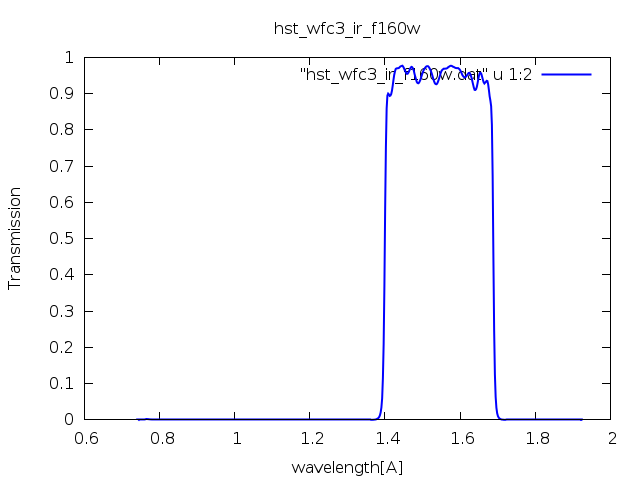 hst_wfc3_ir_f160w
"hst_wfc3_ir_f160w.dat" u 1:2
1
0.9
0.8
0.7
0.6
0.5
0.4
0.3
0.2
0.1
0
Transmission
0.6 0.8 1 1.2 1.4 1.6 1.8 2
wavelength[A]